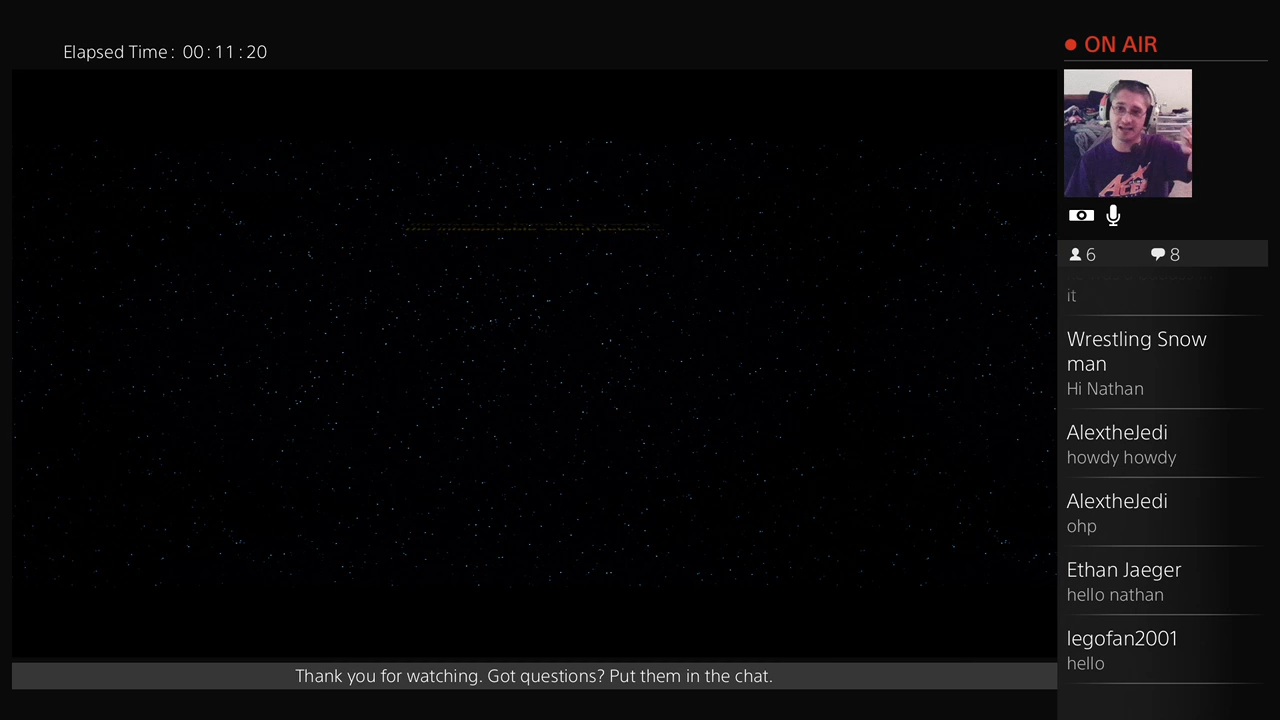 Elapsed Time: 00:11:20
ON AIR
6
8
it
Wrestling Snow
man
Hi Nathan
AlextheJedi
howdy howdy
AlextheJedi
ohp
Ethan Jaeger
hello nathan
legofan2001
hello
Thank you for watching. Got questions? Put them in the chat.